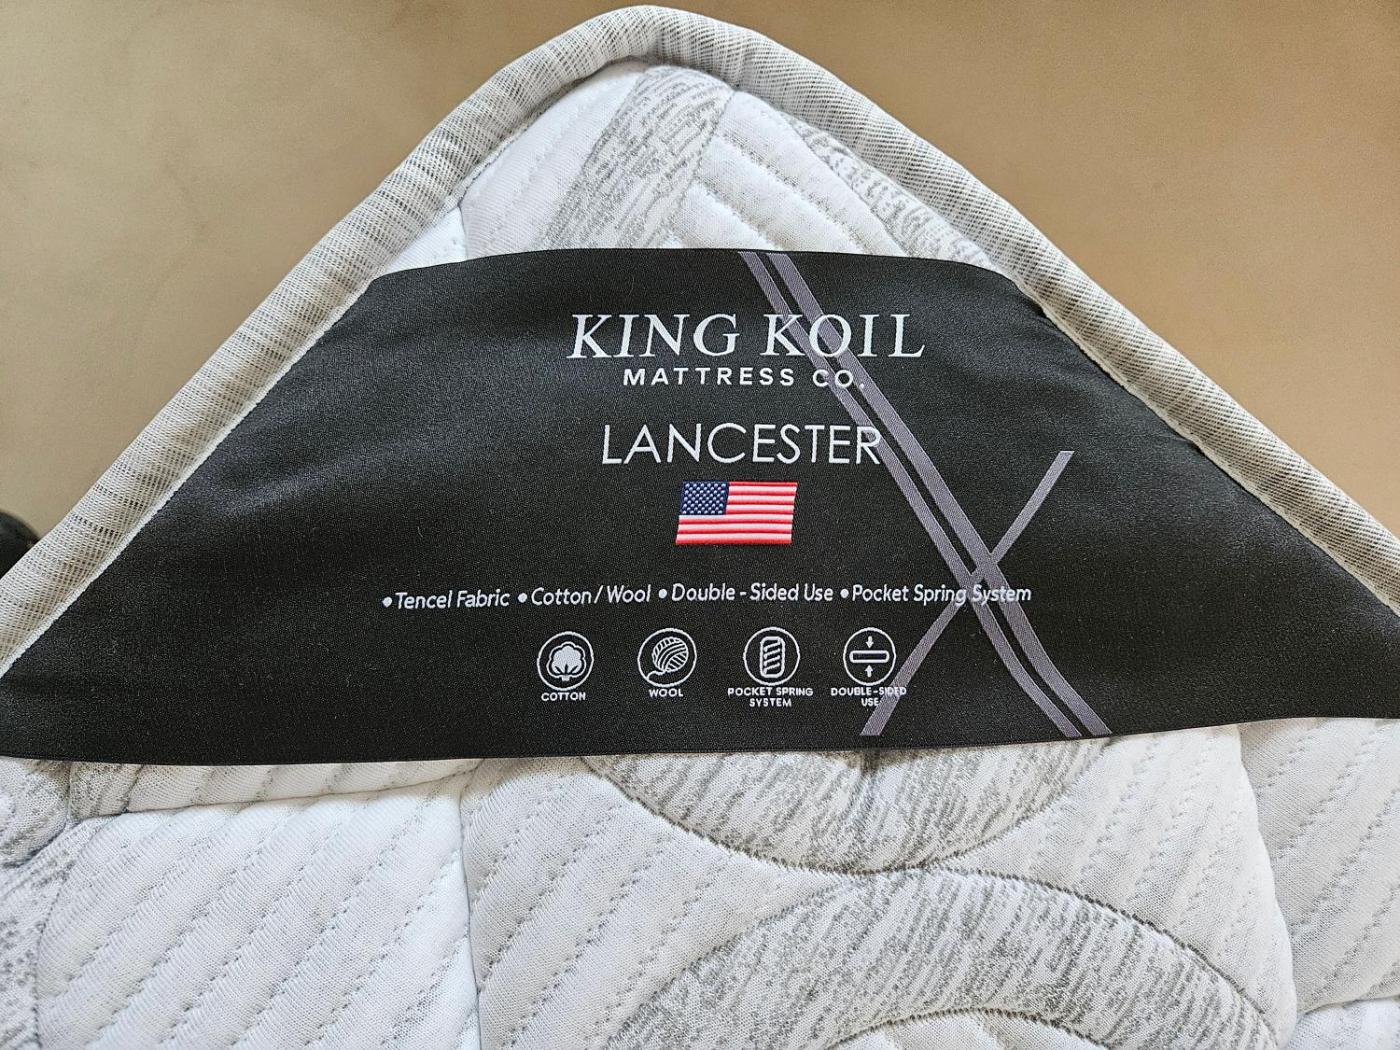 KING KOIL
MATTRESS CO.
LANCESTER
•Tencel Fabric •Cotton/Wool •Double-Sided Use •Pocket Spring System
COTTON
WOOL
POCKET SPRING
SYSTEM
DOUBLE-SIDED
USE